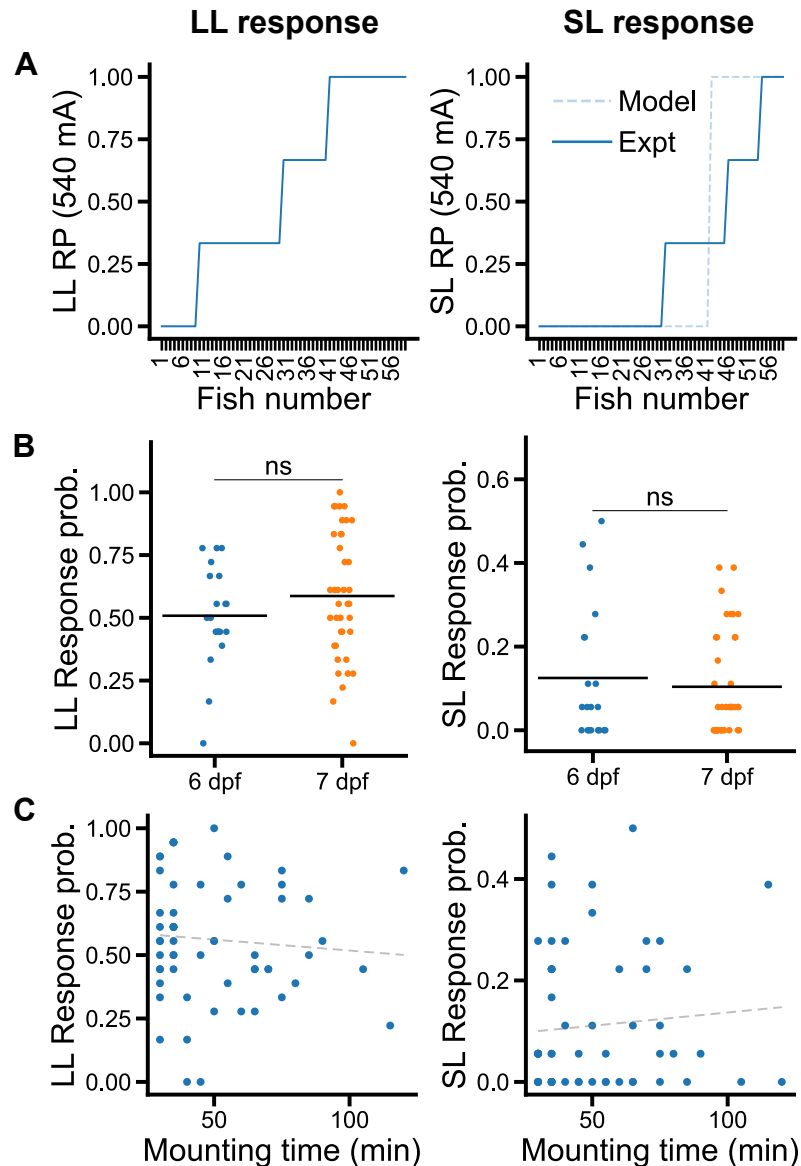 LL response
SL response
A
LL RP (540 mA)
1.00
0.75
0.50
0.25
0.00
1 6 11 16 21 26 31 36 41 46 51 56
Fish number
SL RP (540 mA)
1.00
0.75
0.50
0.25
0.00
Model
Expt
1 6 11 16 21 26 31 36 41 46 51 56
Fish number
B
LL Response prob.
1.00
0.75
0.50
0.25
0.00
ns
6 dpf 7 dpf
SL Response prob.
0.6
0.4
0.2
0.0
ns
6 dpf 7 dpf
C
LL Response prob.
1.00
0.75
0.50
0.25
0.00
50 100
Mounting time (min)
SL Response prob.
0.4
0.2
0.0
50 100
Mounting time (min)